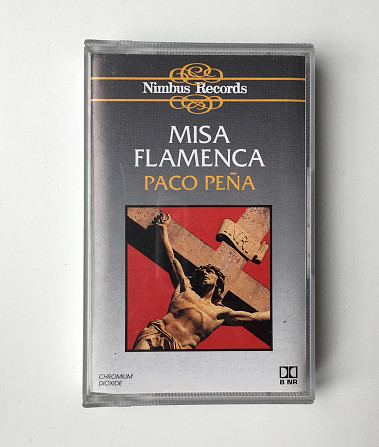 Nimbus Records
MISA
FLAMENCA
PACO PEÑA
INRI
CHROMIUM
DIOXIDE
B NR